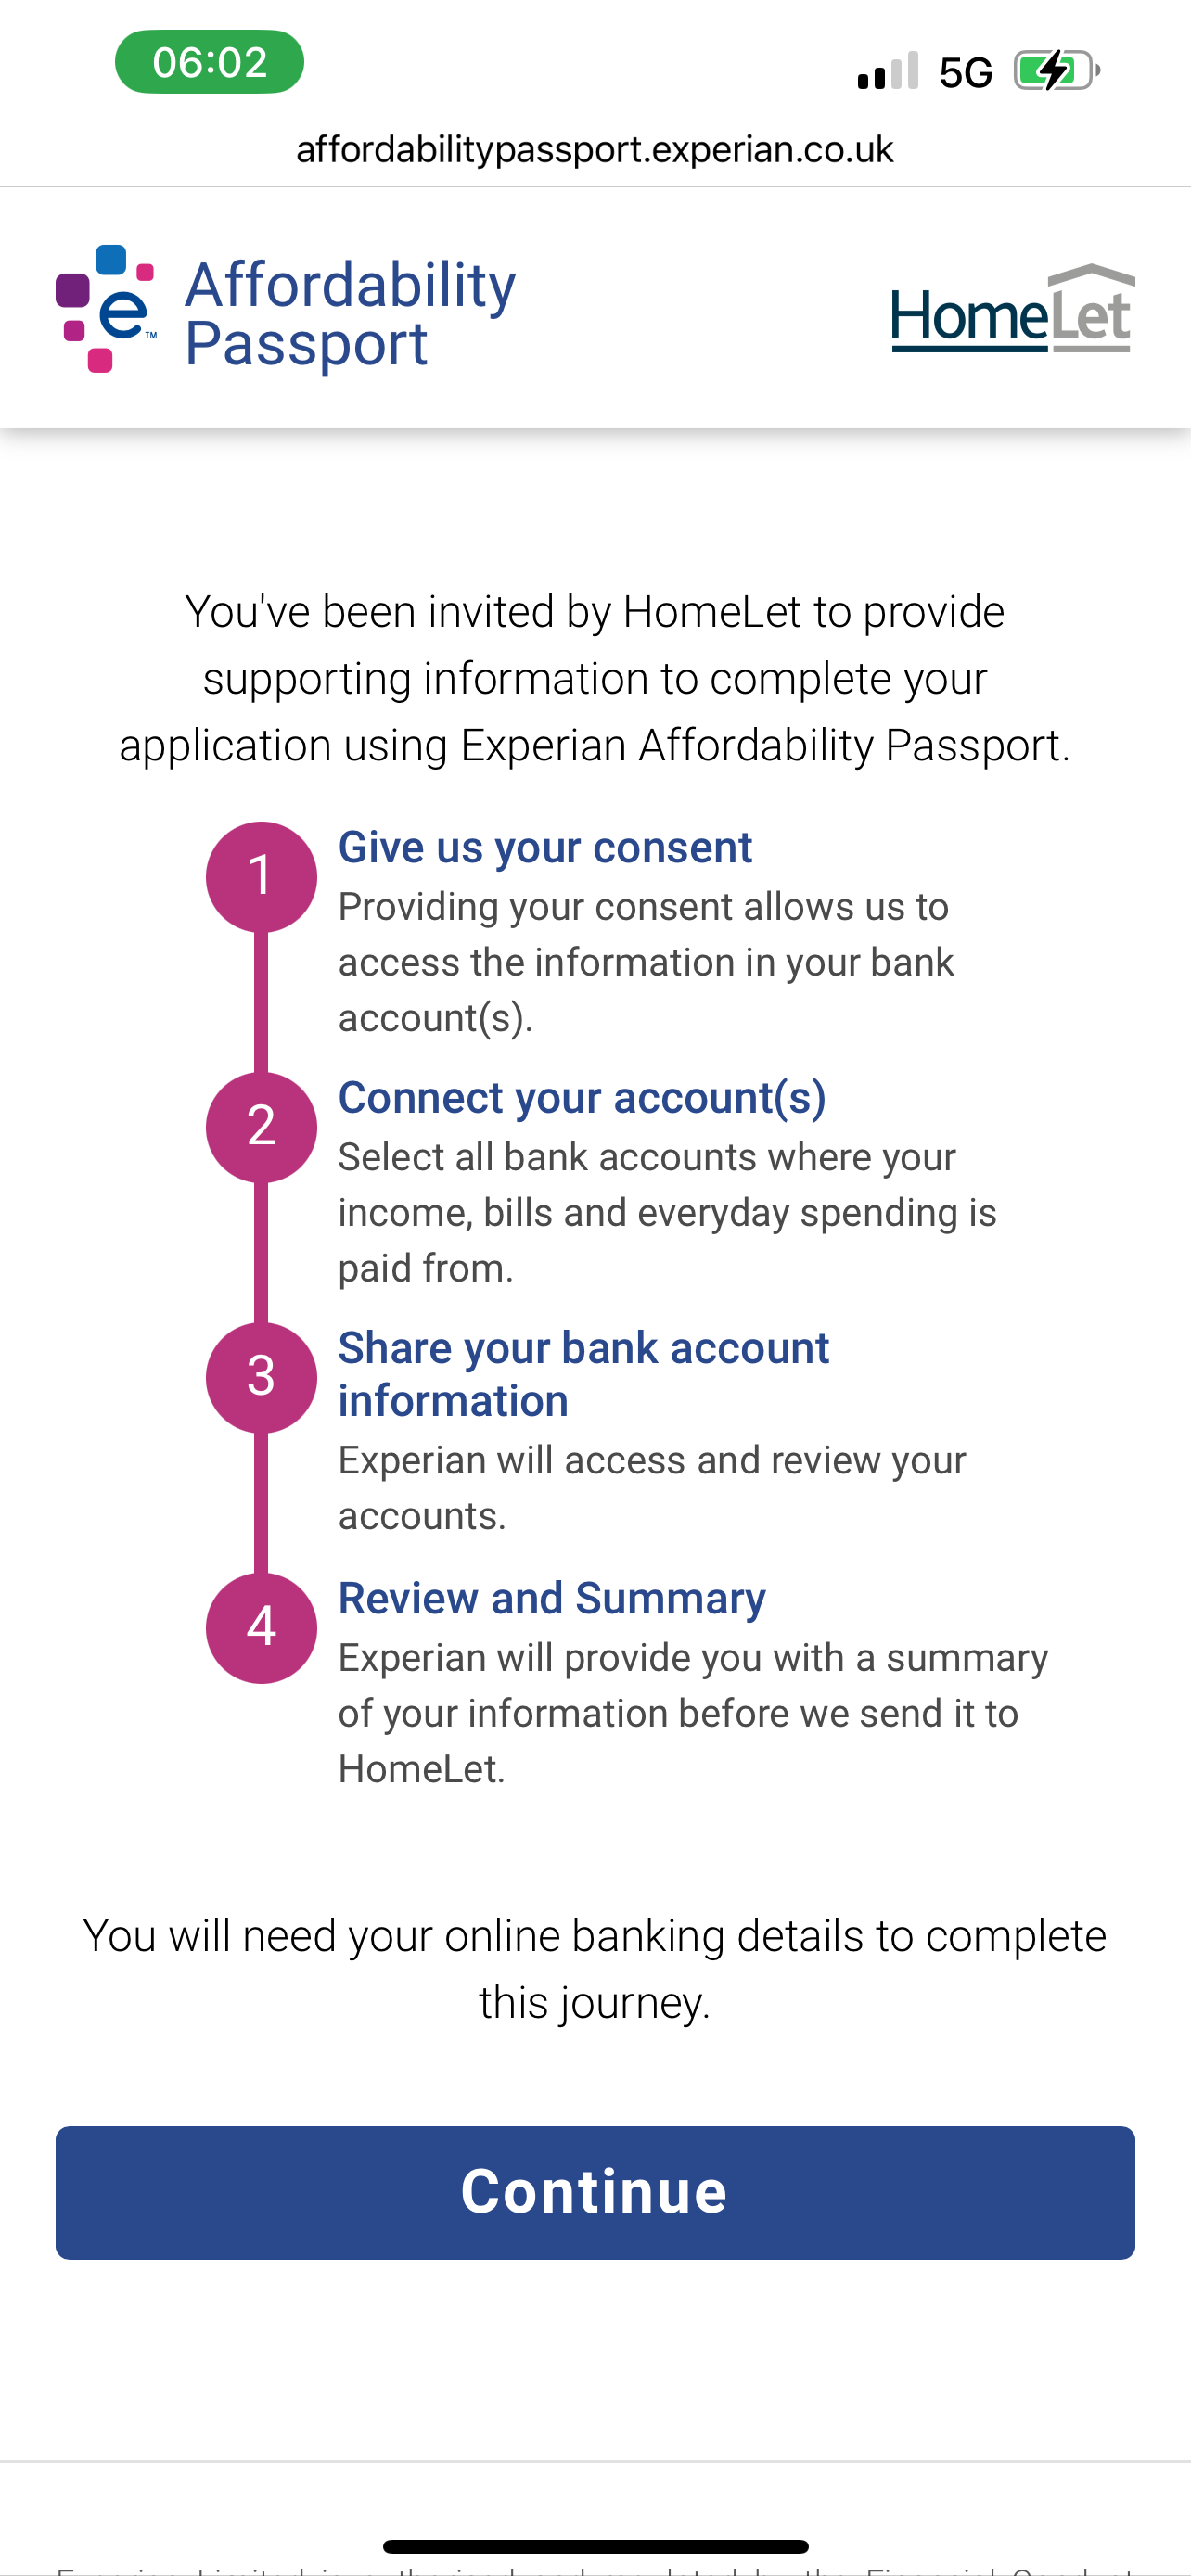 06:02
5G
affordabilitypassport.experian.co.uk
e™
Affordability
Passport
HomeLet
You've been invited by HomeLet to provide
supporting information to complete your
application using Experian Affordability Passport.
1
Give us your consent
Providing your consent allows us to
access the information in your bank
account(s).
2
Connect your account(s)
Select all bank accounts where your
income, bills and everyday spending is
paid from.
3
Share your bank account
information
Experian will access and review your
accounts.
4
Review and Summary
Experian will provide you with a summary
of your information before we send it to
HomeLet.
You will need your online banking details to complete
this journey.
Continue